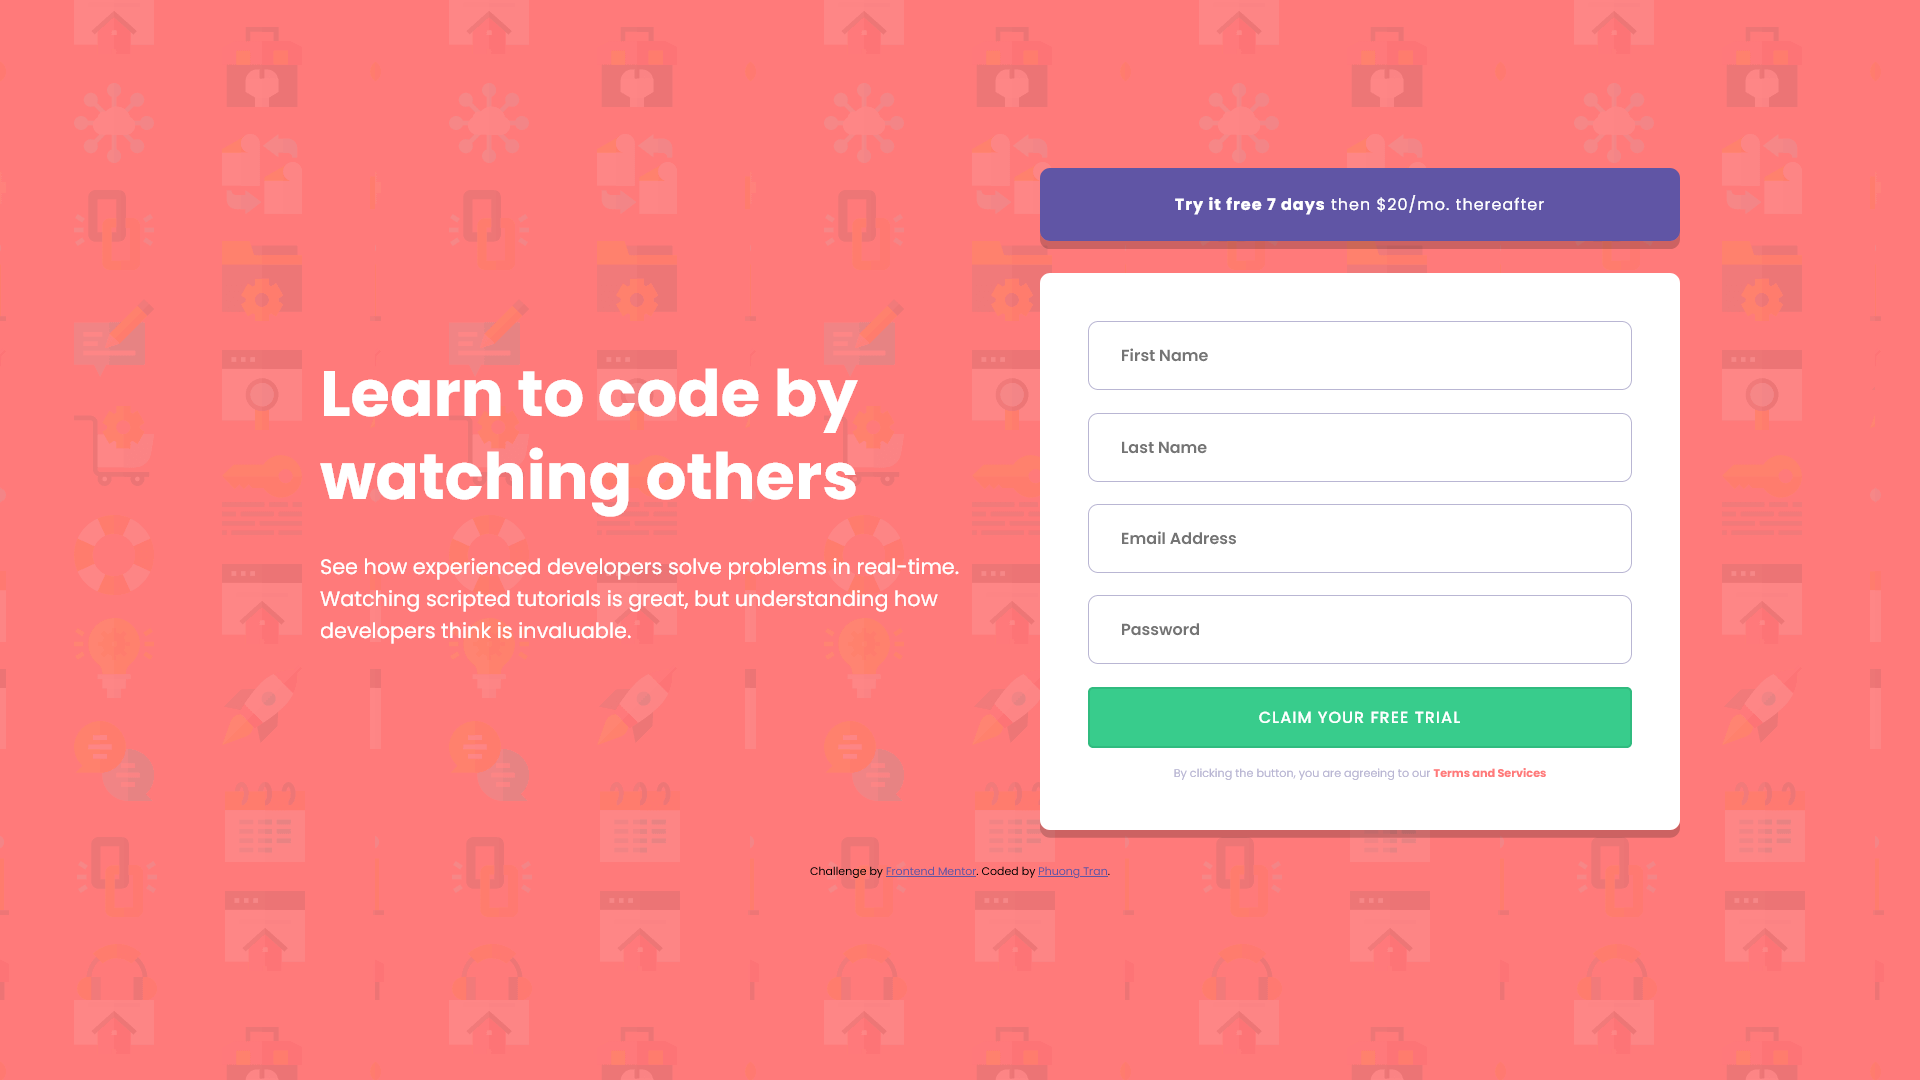 Learn to code by
watching others
See how experienced developers solve problems in real-time.
Watching scripted tutorials is great, but understanding how
developers think is invaluable.
Try it free 7 days then $20/mo. thereafter
First Name
Last Name
Email Address
Password
CLAIM YOUR FREE TRIAL
By clicking the button, you are agreeing to our Terms and Services
Challenge by Frontend Mentor. Coded by Phuong Tran.